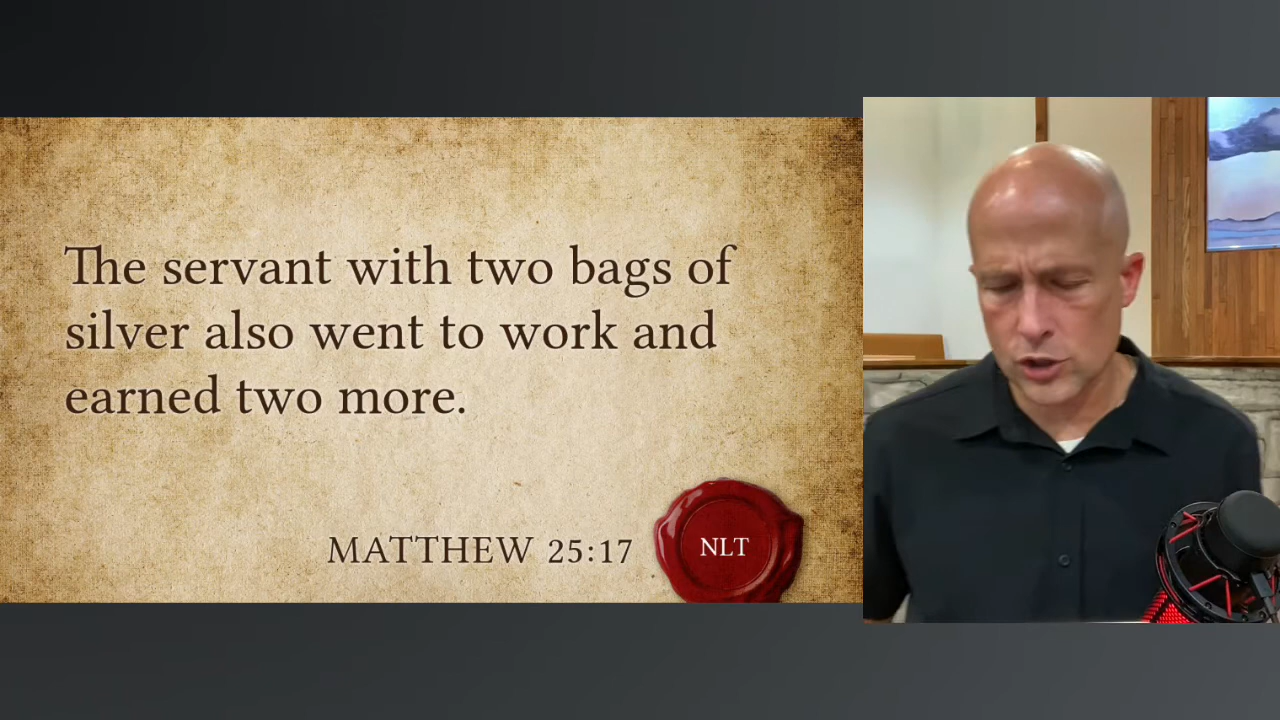 The servant with two bags of
silver also went to work and
earned two more.
MATTHEW 25:17
NLT